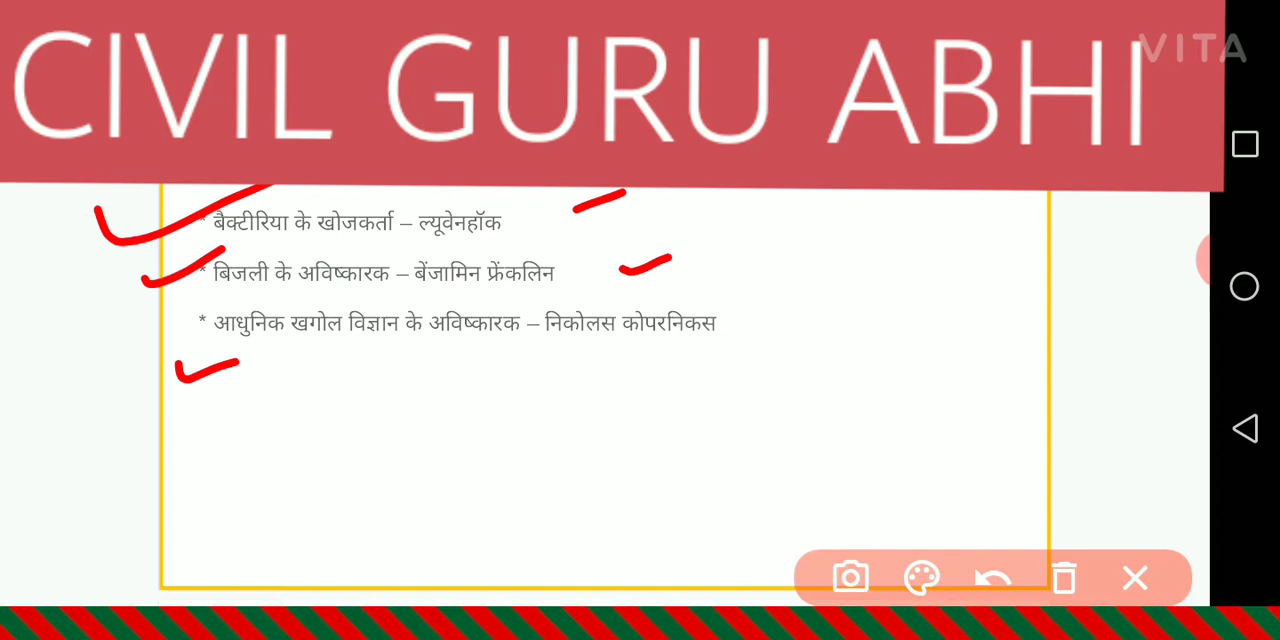 CIVIL GURU ABHI
VITA
* बैक्टीरिया के खोजकर्ता – ल्यूवेनहॉक
* बिजली के अविष्कारक – बेंजामिन फ्रेंकलिन
* आधुनिक खगोल विज्ञान के अविष्कारक – निकोलस कोपरनिकस